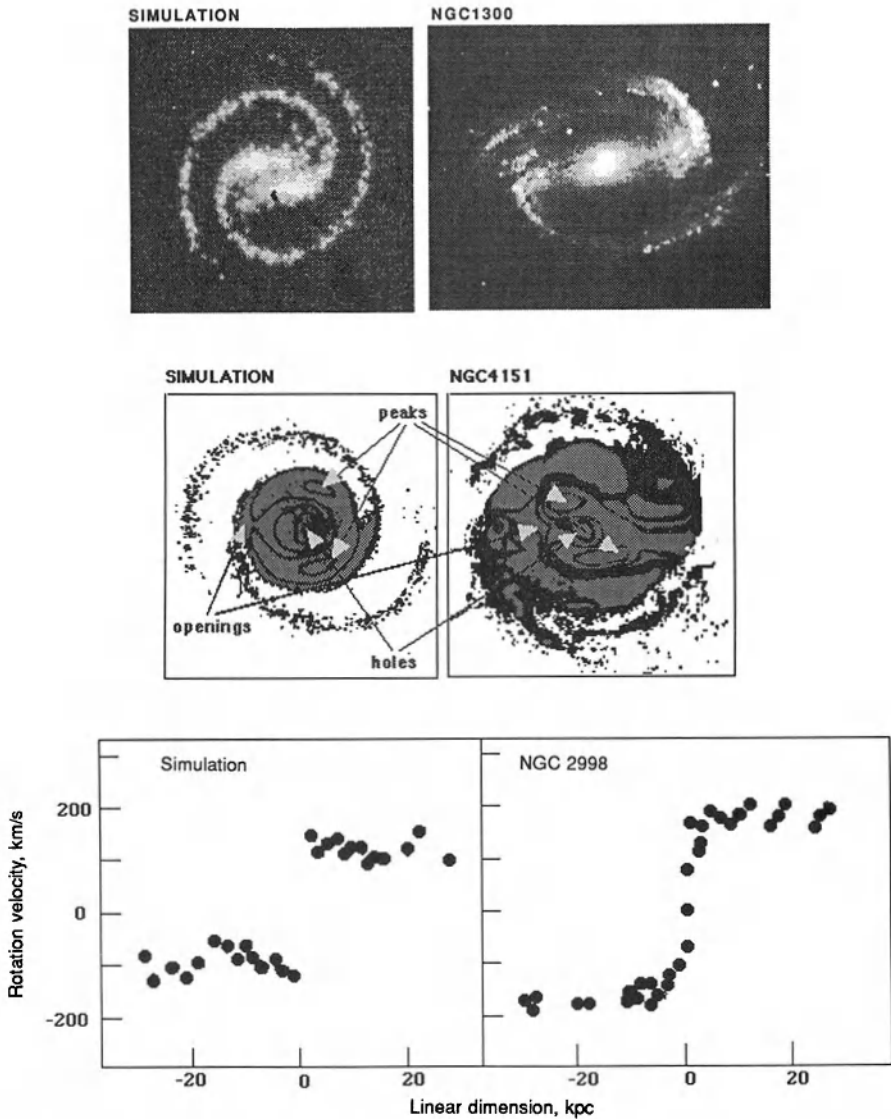 SIMULATION
NGC1300
SIMULATION
NGC4151
peaks
openings
holes
Simulation
NGC 2998
Rotation velocity, km/s
200
0
-200
-20
0
20
-20
0
20
Linear dimension, kpc